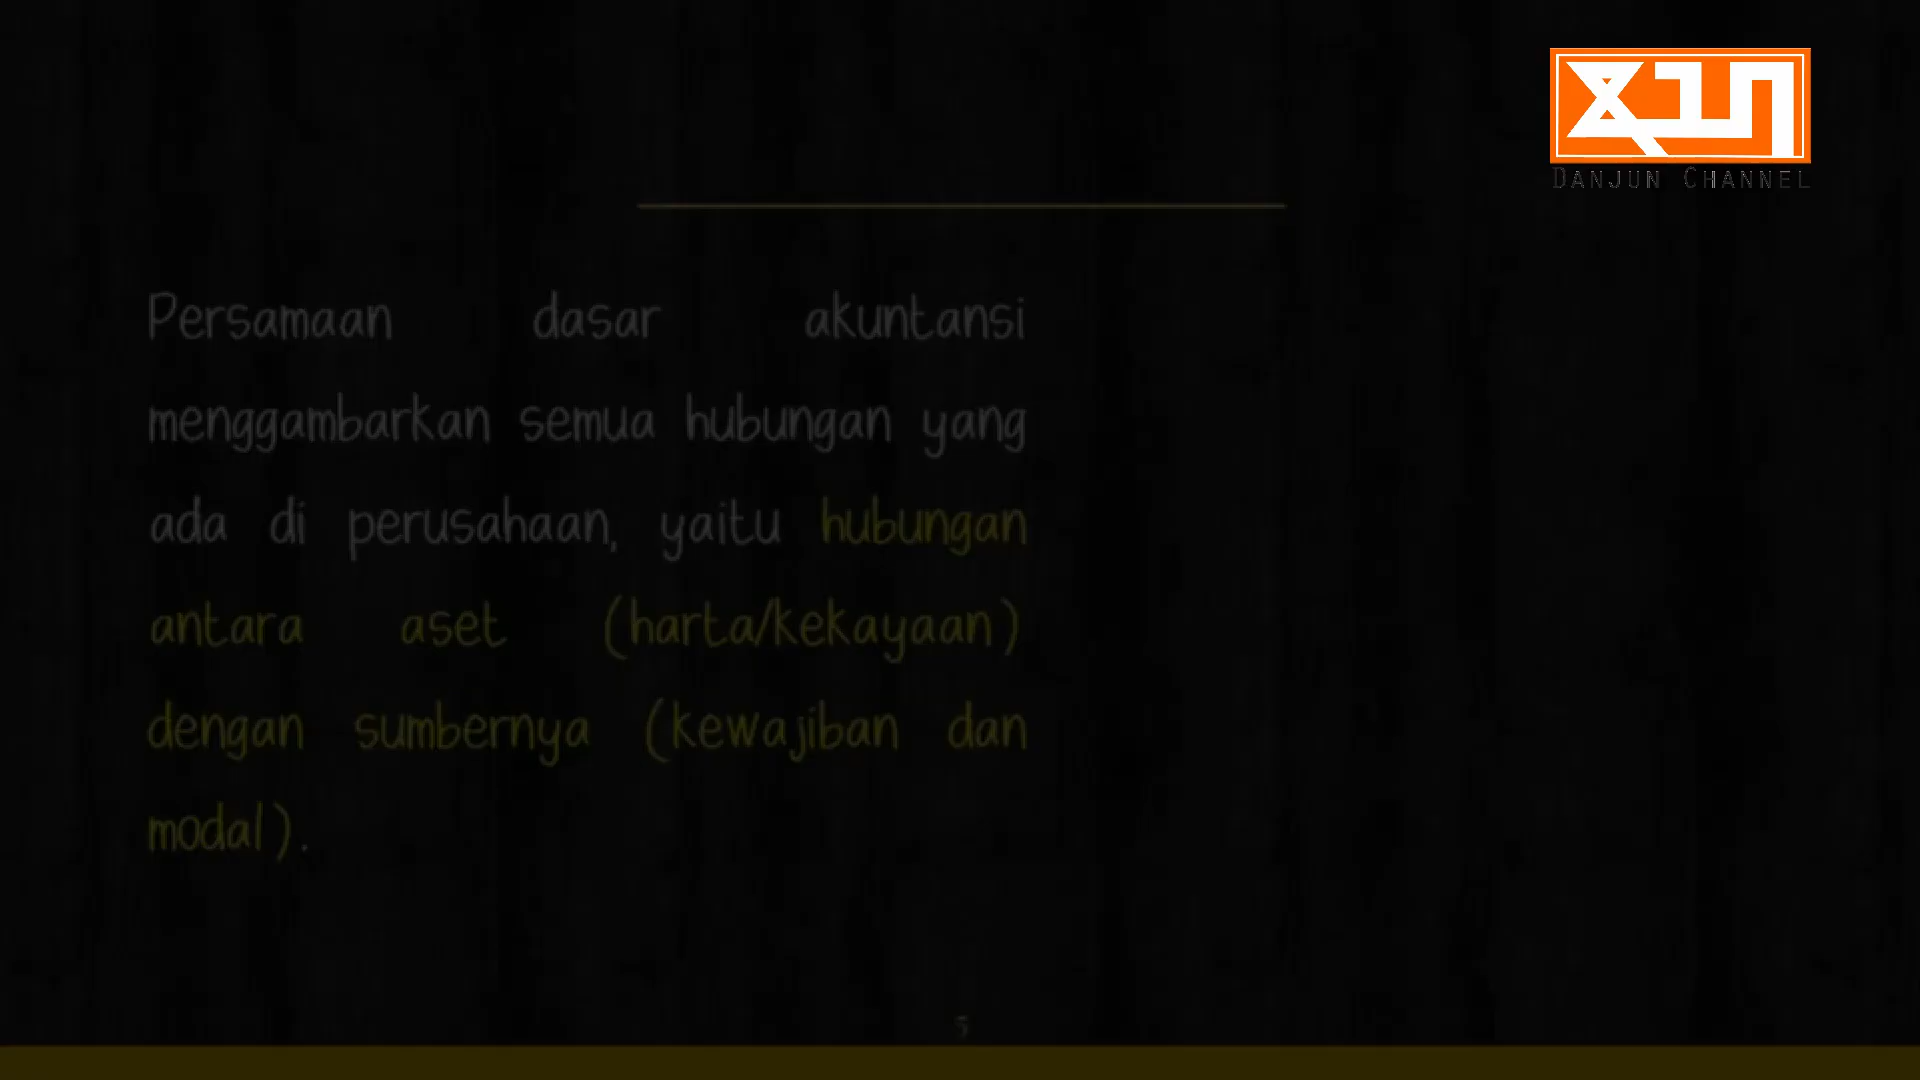 DANJUN CHANNEL
Persamaan dasar akuntansi
menggambarkan semua hubungan yang
ada di perusahaan, yaitu hubungan
antara aset (harta/kekayaan)
dengan sumbernya (kewajiban dan
modal).
5